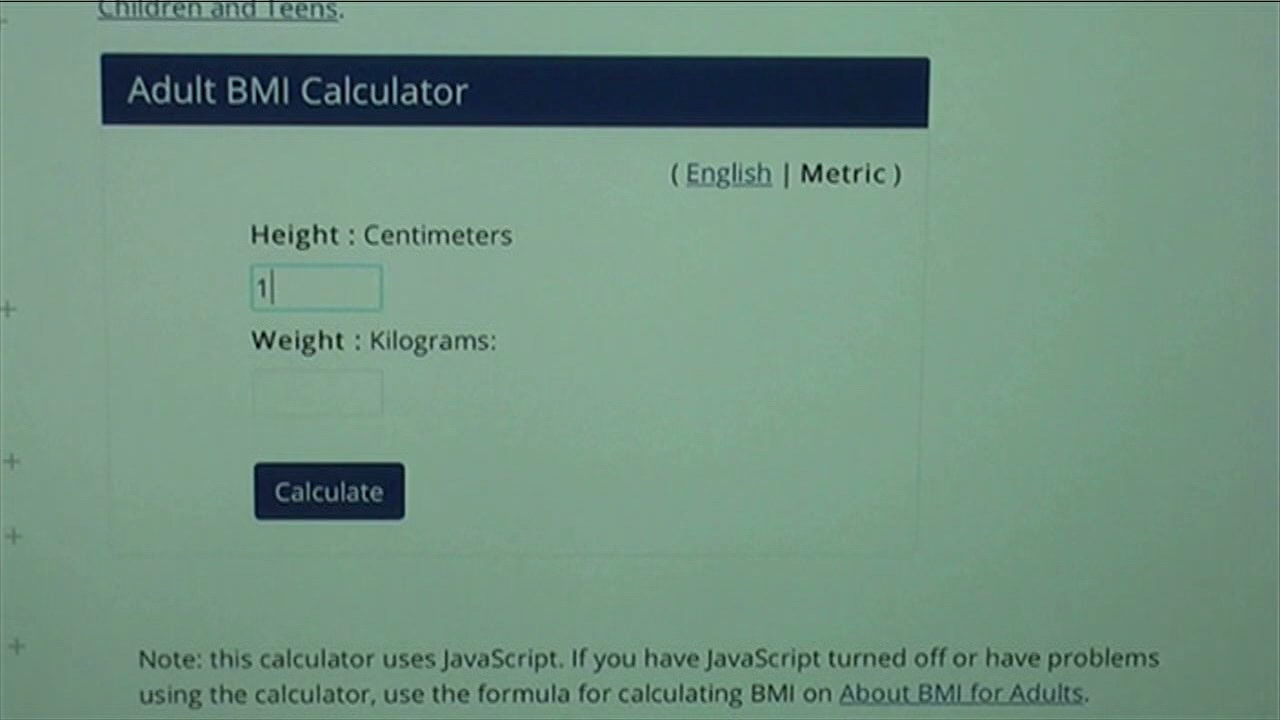 Children and Teens.
Adult BMI Calculator
( English | Metric )
Height : Centimeters
1
Weight : Kilograms:
Calculate
Note: this calculator uses JavaScript. If you have JavaScript turned off or have problems
using the calculator, use the formula for calculating BMI on About BMI for Adults.